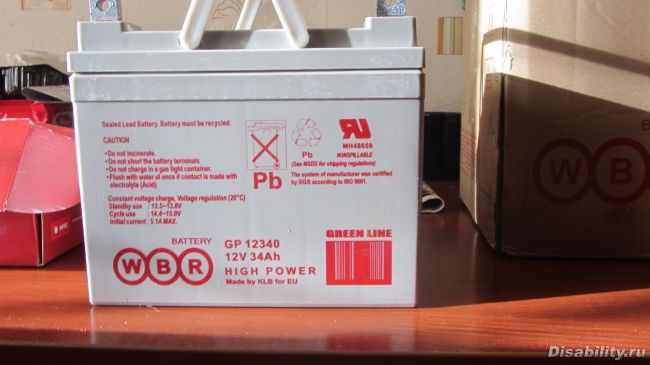 Sealed Lead Battery. Battery must be recycled.
CAUTION
• Do not incinerate.
• Do not short the battery terminals
• Do not charge in a gas tight container.
• Flush with water at once if contact is made with
electrolyte (Acid)
Constant voltage charge, Voltage regulation (20°C)
Standby use : 13.5~13.8V
Cycle use : 14.4~15.0V
Initial current : 5.1A MAX.
Pb
Pb
MH48659
NONSPILLABLE
(See MSDS for shipping regulations)
The system of manufactur was certified
by SGS according to ISO 9001.
BATTERY
WBR
GP 12340
12V 34Ah
HIGH POWER
Made by KLB for EU
GREEN LINE
WBR
Disability.ru